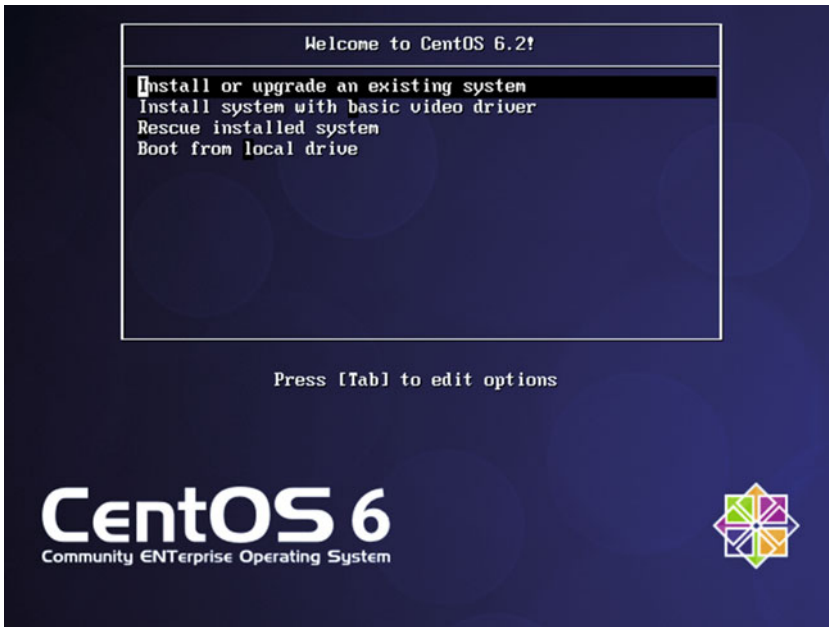 Welcome to CentOS 6.2!
Install or upgrade an existing system
Install system with basic video driver
Rescue installed system
Boot from local drive
Press [Tab] to edit options
CentOS 6
Community ENTerprise Operating System